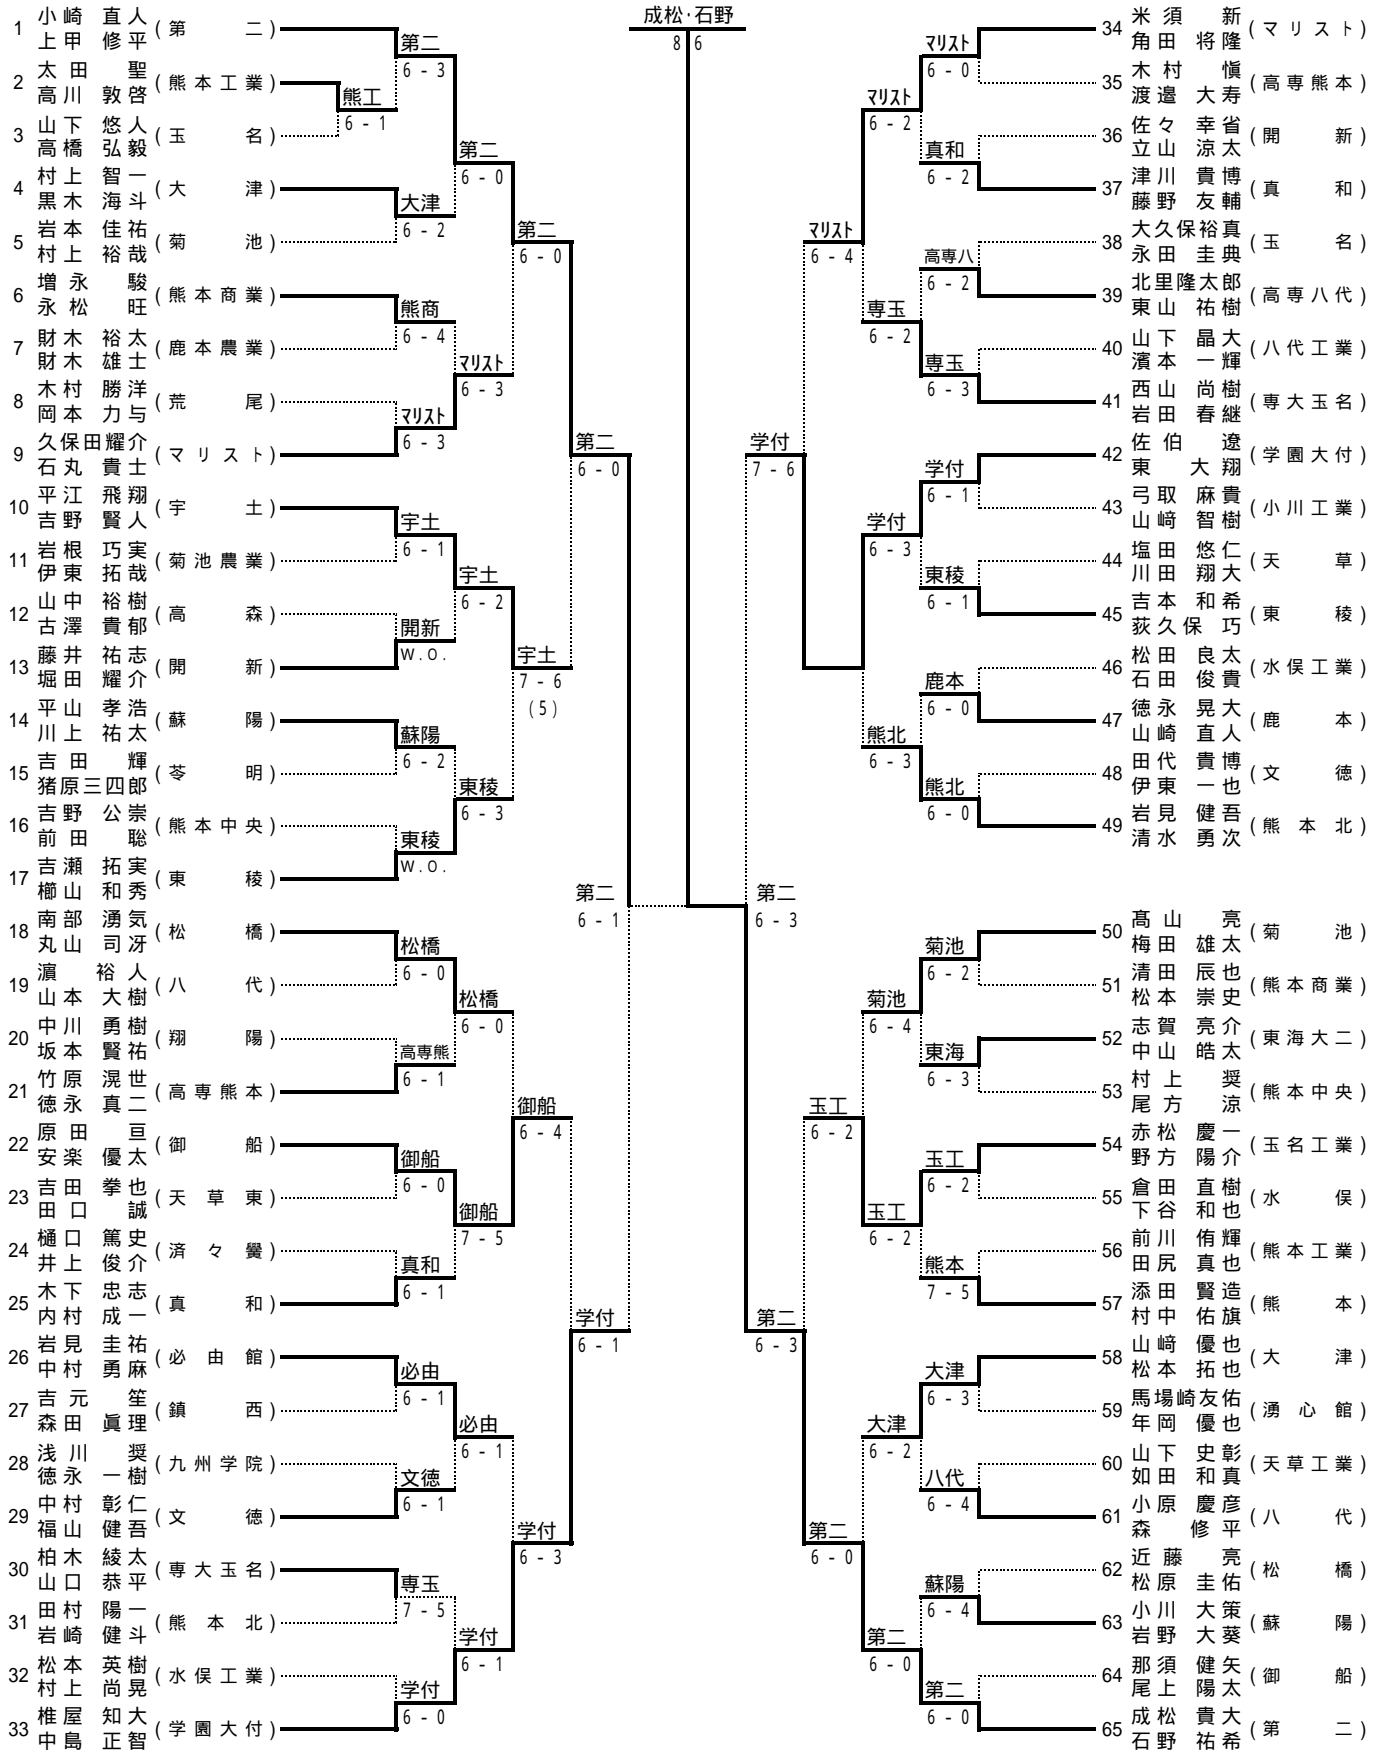 成松･石野
8 6
1 小崎 直人 上甲 修平 (第二)
2 太田 聖 高川 敦啓 (熊本工業)
3 山下 悠人 高橋 弘毅 (玉名)
4 村上 智一 黒木 海斗 (大津)
5 岩本 佳祐 村上 裕哉 (菊池)
6 増永 駿 永松 旺 (熊本商業)
7 財木 裕太 財木 雄士 (鹿本農業)
8 木村 勝洋 岡本 力与 (荒尾)
9 久保田耀介 石丸 貴士 (マリスト)
10 平江 飛翔 吉野 賢人 (宇土)
11 岩根 巧実 伊東 拓哉 (菊池農業)
12 山中 裕樹 古澤 貴郁 (高森)
13 藤井 祐志 堀田 耀介 (開新)
14 平山 孝浩 川上 祐太 (蘇陽)
15 吉田 輝 猪原三四郎 (苓明)
16 吉野 公崇 前田 聡 (熊本中央)
17 吉瀬 拓実 櫛山 和秀 (東稜)
18 南部 湧気 丸山 司冴 (松橋)
19 濵 裕人 山本 大樹 (八代)
20 中川 勇樹 坂本 賢祐 (翔陽)
21 竹原 滉世 徳永 真二 (高専熊本)
22 原田 亘 安楽 優太 (御船)
23 吉田 拳也 田口 誠 (天草東)
24 樋口 篤史 井上 俊介 (済々黌)
25 木下 忠志 内村 成一 (真和)
26 岩見 圭祐 中村 勇麻 (必由館)
27 吉元 笙 森田 眞理 (鎮西)
28 浅川 奨 徳永 一樹 (九州学院)
29 中村 彰仁 福山 健吾 (文徳)
30 柏木 綾太 山口 恭平 (専大玉名)
31 田村 陽一 岩崎 健斗 (熊本北)
32 松本 英樹 村上 尚晃 (水俣工業)
33 椎屋 知大 中島 正智 (学園大付)
熊工
6 - 1
第二
6 - 3
大津
6 - 2
熊商
6 - 4
マリスト
6 - 3
宇土
6 - 1
開新
W.O.
蘇陽
6 - 2
東稜
W.O.
松橋
6 - 0
高専熊
6 - 1
御船
6 - 0
真和
6 - 1
必由
6 - 1
文徳
6 - 1
専玉
7 - 5
学付
6 - 0
第二
6 - 0
マリスト
6 - 3
宇土
6 - 2
東稜
6 - 3
松橋
6 - 0
御船
7 - 5
必由
6 - 1
学付
6 - 1
第二
6 - 0
宇土
7 - 6
(5)
御船
6 - 4
学付
6 - 3
第二
6 - 0
学付
6 - 1
第二
6 - 1
第二
6 - 3
学付
7 - 6
第二
6 - 3
マリスト
6 - 4
学付
6 - 3
玉工
6 - 2
第二
6 - 0
マリスト
6 - 2
専玉
6 - 2
熊北
6 - 3
菊池
6 - 4
玉工
6 - 2
大津
6 - 2
第二
6 - 0
マリスト
6 - 0
真和
6 - 2
高専八
6 - 2
専玉
6 - 3
学付
6 - 1
東稜
6 - 1
鹿本
6 - 0
熊北
6 - 0
菊池
6 - 2
東海
6 - 3
玉工
6 - 2
熊本
7 - 5
大津
6 - 3
八代
6 - 4
蘇陽
6 - 4
第二
6 - 0
34 米須 新 角田 将隆 (マリスト)
35 木村 愼 渡邉 大寿 (高専熊本)
36 佐々 幸省 立山 涼太 (開新)
37 津川 貴博 藤野 友輔 (真和)
38 大久保裕真 永田 圭典 (玉名)
39 北里隆太郎 東山 祐樹 (高専八代)
40 山下 晶大 濱本 一輝 (八代工業)
41 西山 尚樹 岩田 春継 (専大玉名)
42 佐伯 遼 東 大翔 (学園大付)
43 弓取 麻貴 山﨑 智樹 (小川工業)
44 塩田 悠仁 川田 翔大 (天草)
45 吉本 和希 荻久保 巧 (東稜)
46 松田 良太 石田 俊貴 (水俣工業)
47 徳永 晃大 山崎 直人 (鹿本)
48 田代 貴博 伊東 一也 (文徳)
49 岩見 健吾 清水 勇次 (熊本北)
50 髙山 亮 梅田 雄太 (菊池)
51 清田 辰也 松本 崇史 (熊本商業)
52 志賀 亮介 中山 皓太 (東海大二)
53 村上 奨 尾方 涼 (熊本中央)
54 赤松 慶一 野方 陽介 (玉名工業)
55 倉田 直樹 下谷 和也 (水俣)
56 前川 侑輝 田尻 真也 (熊本工業)
57 添田 賢造 村中 佑旗 (熊本)
58 山﨑 優也 松本 拓也 (大津)
59 馬場崎友佑 年岡 優也 (湧心館)
60 山下 史彰 如田 和真 (天草工業)
61 小原 慶彦 森 修平 (八代)
62 近藤 亮 松原 圭佑 (松橋)
63 小川 大策 岩野 大葵 (蘇陽)
64 那須 健矢 尾上 陽太 (御船)
65 成松 貴大 石野 祐希 (第二)